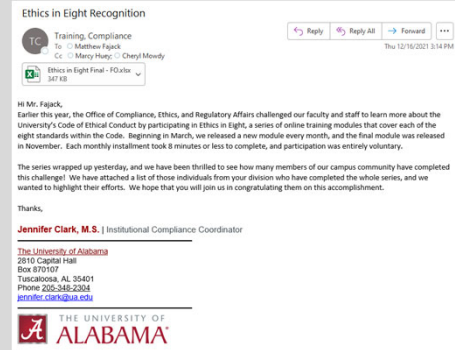 Ethics in Eight Recognition
Reply
Reply All
Forward
TC
Training, Compliance
To Matthew Fajack
Cc Marcy Huey; Cheryl Mowdy
Thu 12/16/2021 3:14 PM
Ethics in Eight Final - FO.xlsx
347 KB
Hi Mr. Fajack,
Earlier this year, the Office of Compliance, Ethics, and Regulatory Affairs challenged our faculty and staff to learn more about the
University's Code of Ethical Conduct by participating in Ethics in Eight, a series of online training modules that cover each of the
eight standards within the Code. Beginning in March, we released a new module every month, and the final module was released
in November. Each monthly installment took 8 minutes or less to complete, and participation was entirely voluntary.
The series wrapped up yesterday, and we have been thrilled to see how many members of our campus community have completed
this challenge! We have attached a list of those individuals from your division who have completed the whole series, and we
wanted to highlight their efforts. We hope that you will join us in congratulating them on this accomplishment.
Thanks,
Jennifer Clark, M.S. | Institutional Compliance Coordinator
The University of Alabama
2810 Capital Hall
Box 870107
Tuscaloosa, AL 35401
Phone 205-348-2304
jennifer.clark@ua.edu
A
THE UNIVERSITY OF
ALABAMA®